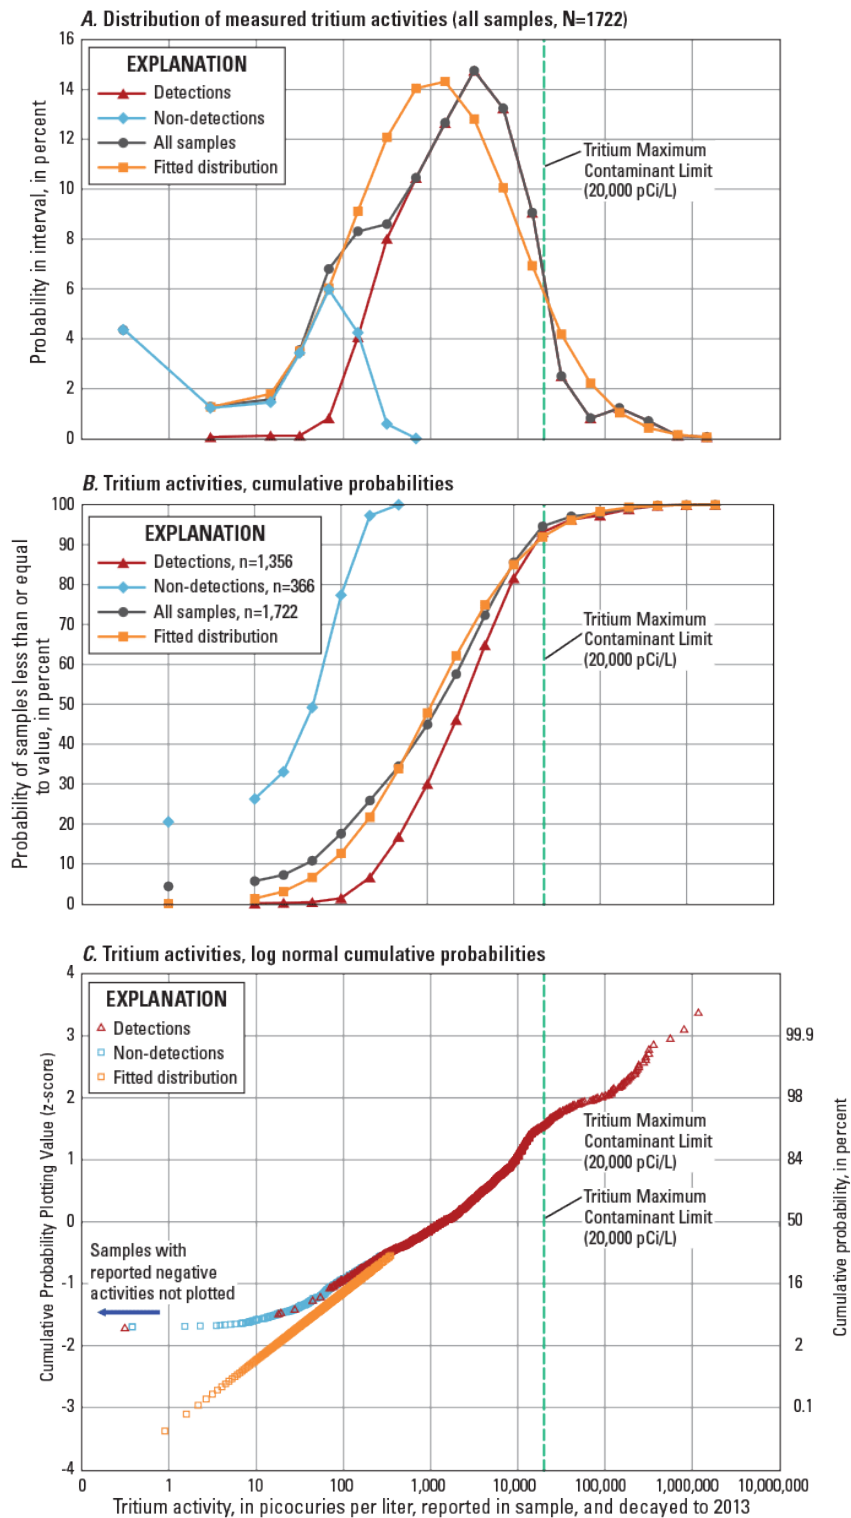 A. Distribution of measured tritium activities (all samples, N=1722)
16
14
12
10
8
6
4
2
0
Probability in interval, in percent
EXPLANATION
Detections
Non-detections
All samples
Fitted distribution
Tritium Maximum
Contaminant Limit
(20,000 pCi/L)
B. Tritium activities, cumulative probabilities
100
90
80
70
60
50
40
30
20
10
0
Probability of samples less than or equal
to value, in percent
EXPLANATION
Detections, n=1,356
Non-detections, n=366
All samples, n=1,722
Fitted distribution
Tritium Maximum
Contaminant Limit
(20,000 pCi/L)
C. Tritium activities, log normal cumulative probabilities
4
3
2
1
0
-1
-2
-3
-4
Cumulative Probability Plotting Value (z-score)
EXPLANATION
Detections
Non-detections
Fitted distribution
Tritium Maximum
Contaminant Limit
(20,000 pCi/L)
Tritium Maximum
Contaminant Limit
(20,000 pCi/L)
Samples with
reported negative
activities not plotted
99.9
98
84
50
16
2
0.1
Cumulative probability, in percent
0 1 10 100 1,000 10,000 100,000 1,000,000 10,000,000
Tritium activity, in picocuries per liter, reported in sample, and decayed to 2013